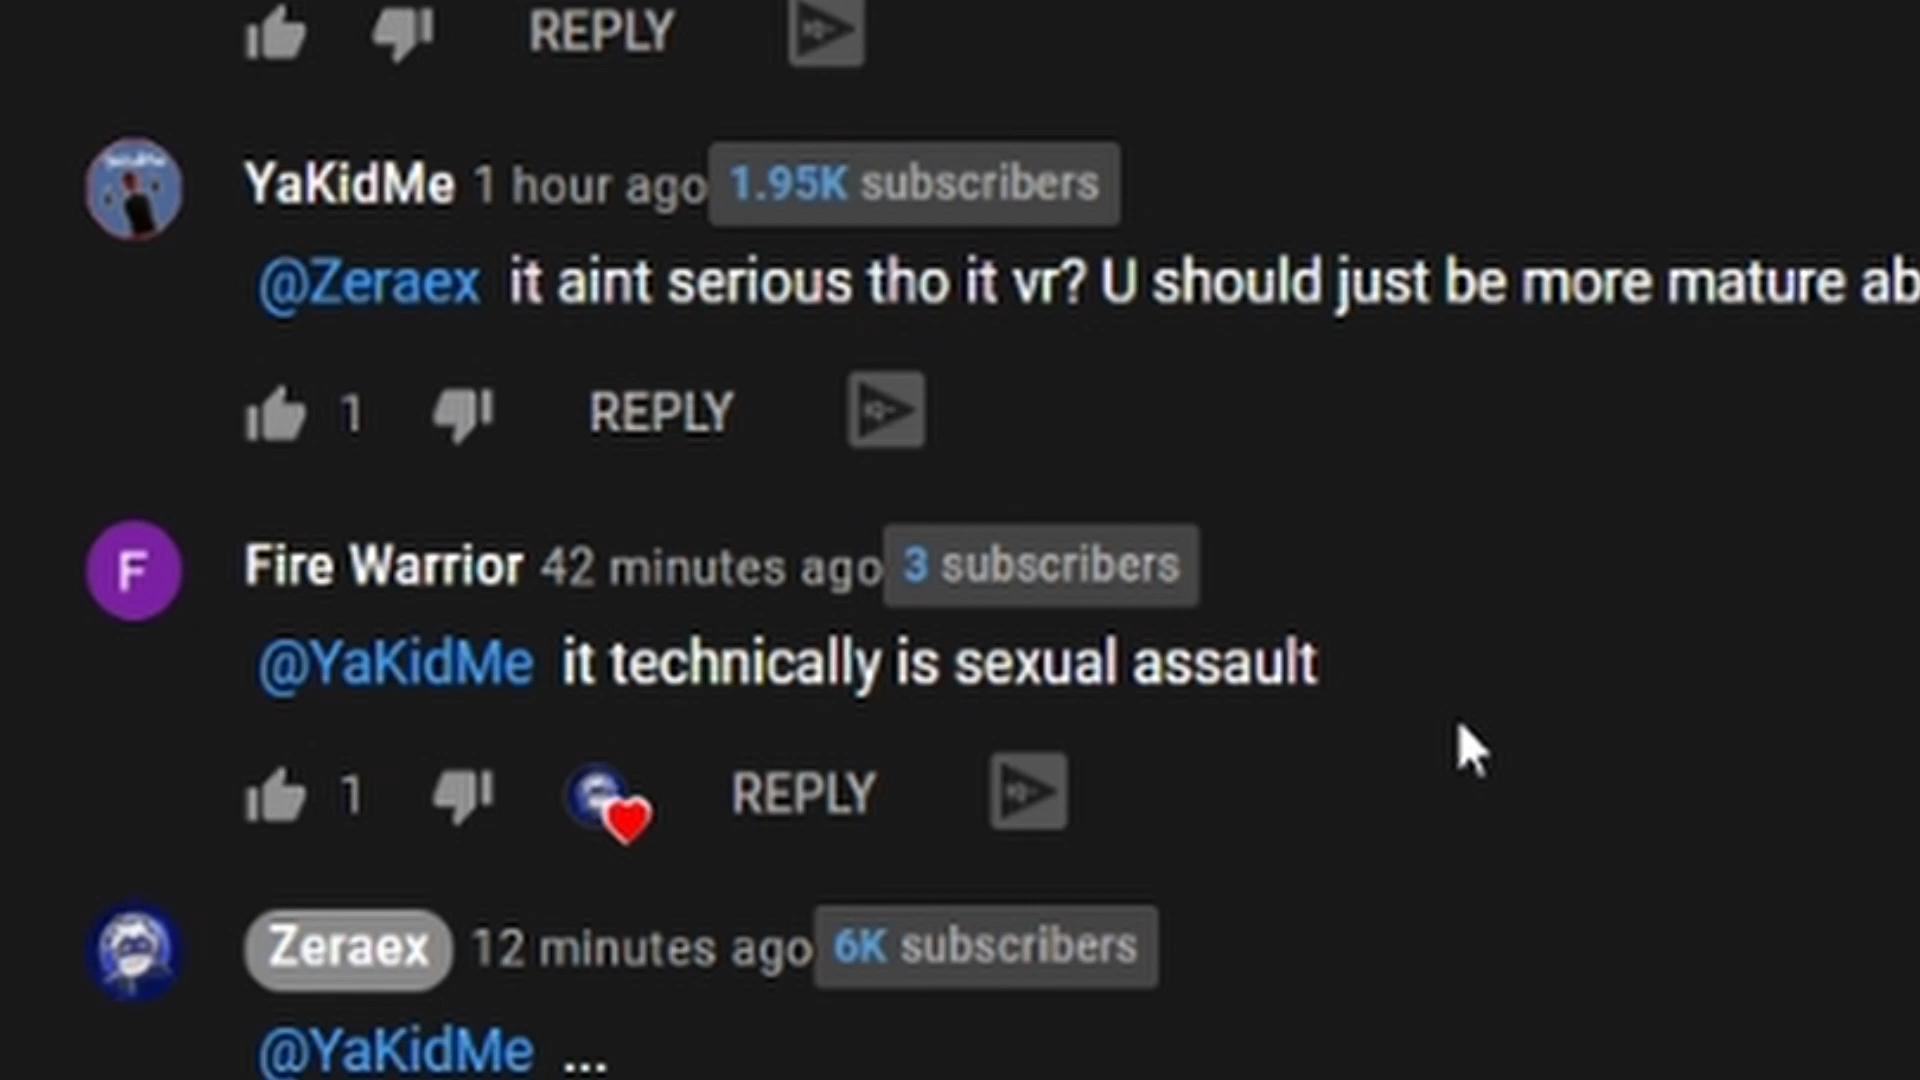 REPLY
YaKidMe 1 hour ago 1.95K subscribers
@Zeraex it aint serious tho it vr? U should just be more mature ab
1 REPLY
F
Fire Warrior 42 minutes ago 3 subscribers
@YaKidMe it technically is sexual assault
1 REPLY
Zeraex 12 minutes ago 6K subscribers
@YaKidMe ...